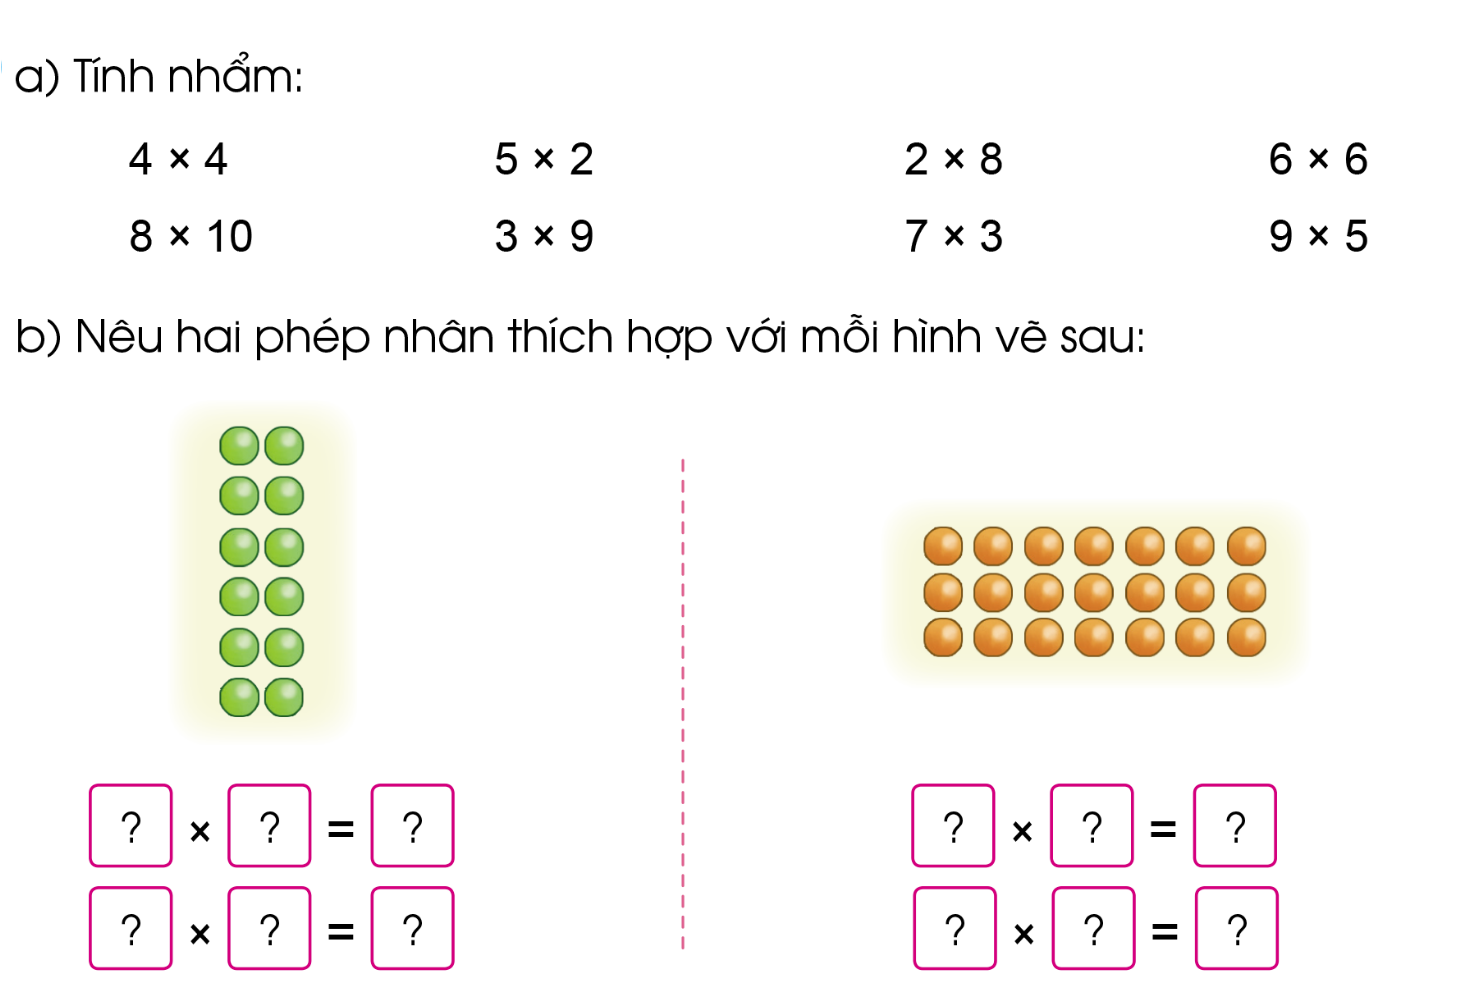 a) Tính nhẩm:
4 × 4 5 × 2 2 × 8 6 × 6
8 × 10 3 × 9 7 × 3 9 × 5
b) Nêu hai phép nhân thích hợp với mỗi hình vẽ sau:
? × ? = ? ? × ? = ?
? × ? = ? ? × ? = ?